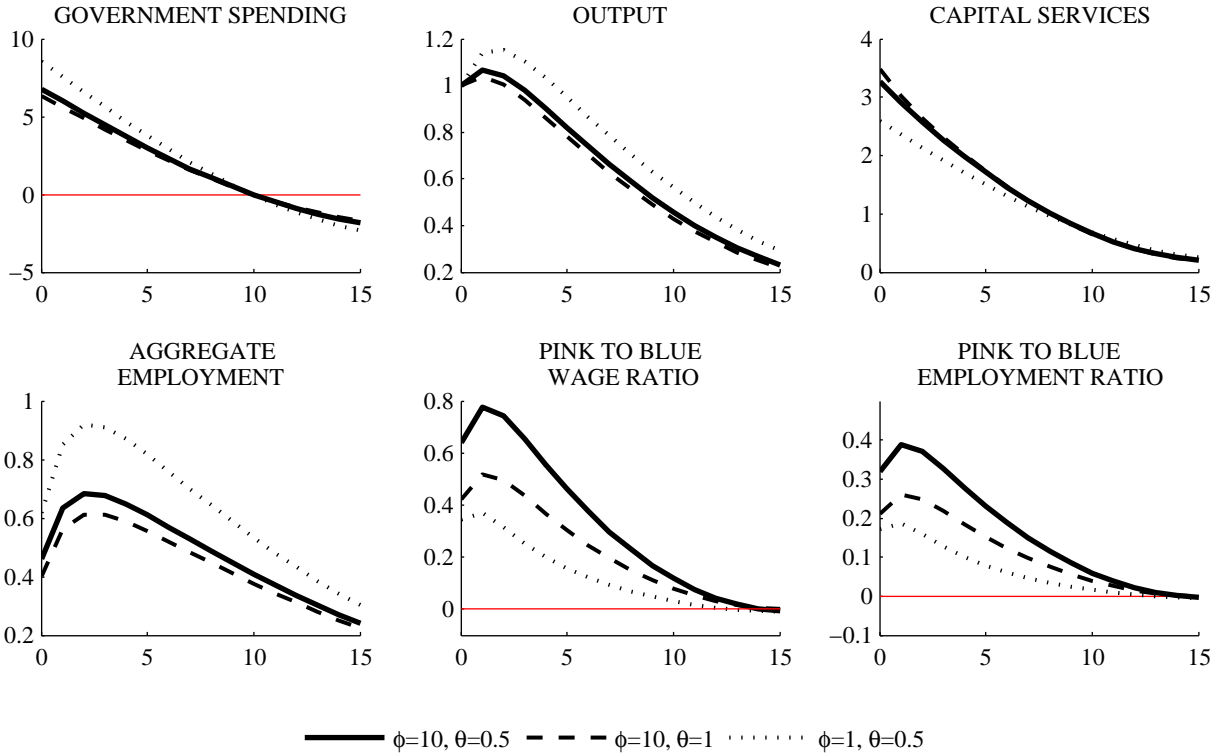 GOVERNMENT SPENDING
10
5
0
−5
0 5 10 15
OUTPUT
1.2
1
0.8
0.6
0.4
0.2
0 5 10 15
CAPITAL SERVICES
4
3
2
1
0
0 5 10 15
AGGREGATE
EMPLOYMENT
1
0.8
0.6
0.4
0.2
0 5 10 15
PINK TO BLUE
WAGE RATIO
0.8
0.6
0.4
0.2
0
0 5 10 15
PINK TO BLUE
EMPLOYMENT RATIO
0.4
0.3
0.2
0.1
0
−0.1
0 5 10 15
ϕ=10, θ=0.5 ϕ=10, θ=1 ϕ=1, θ=0.5